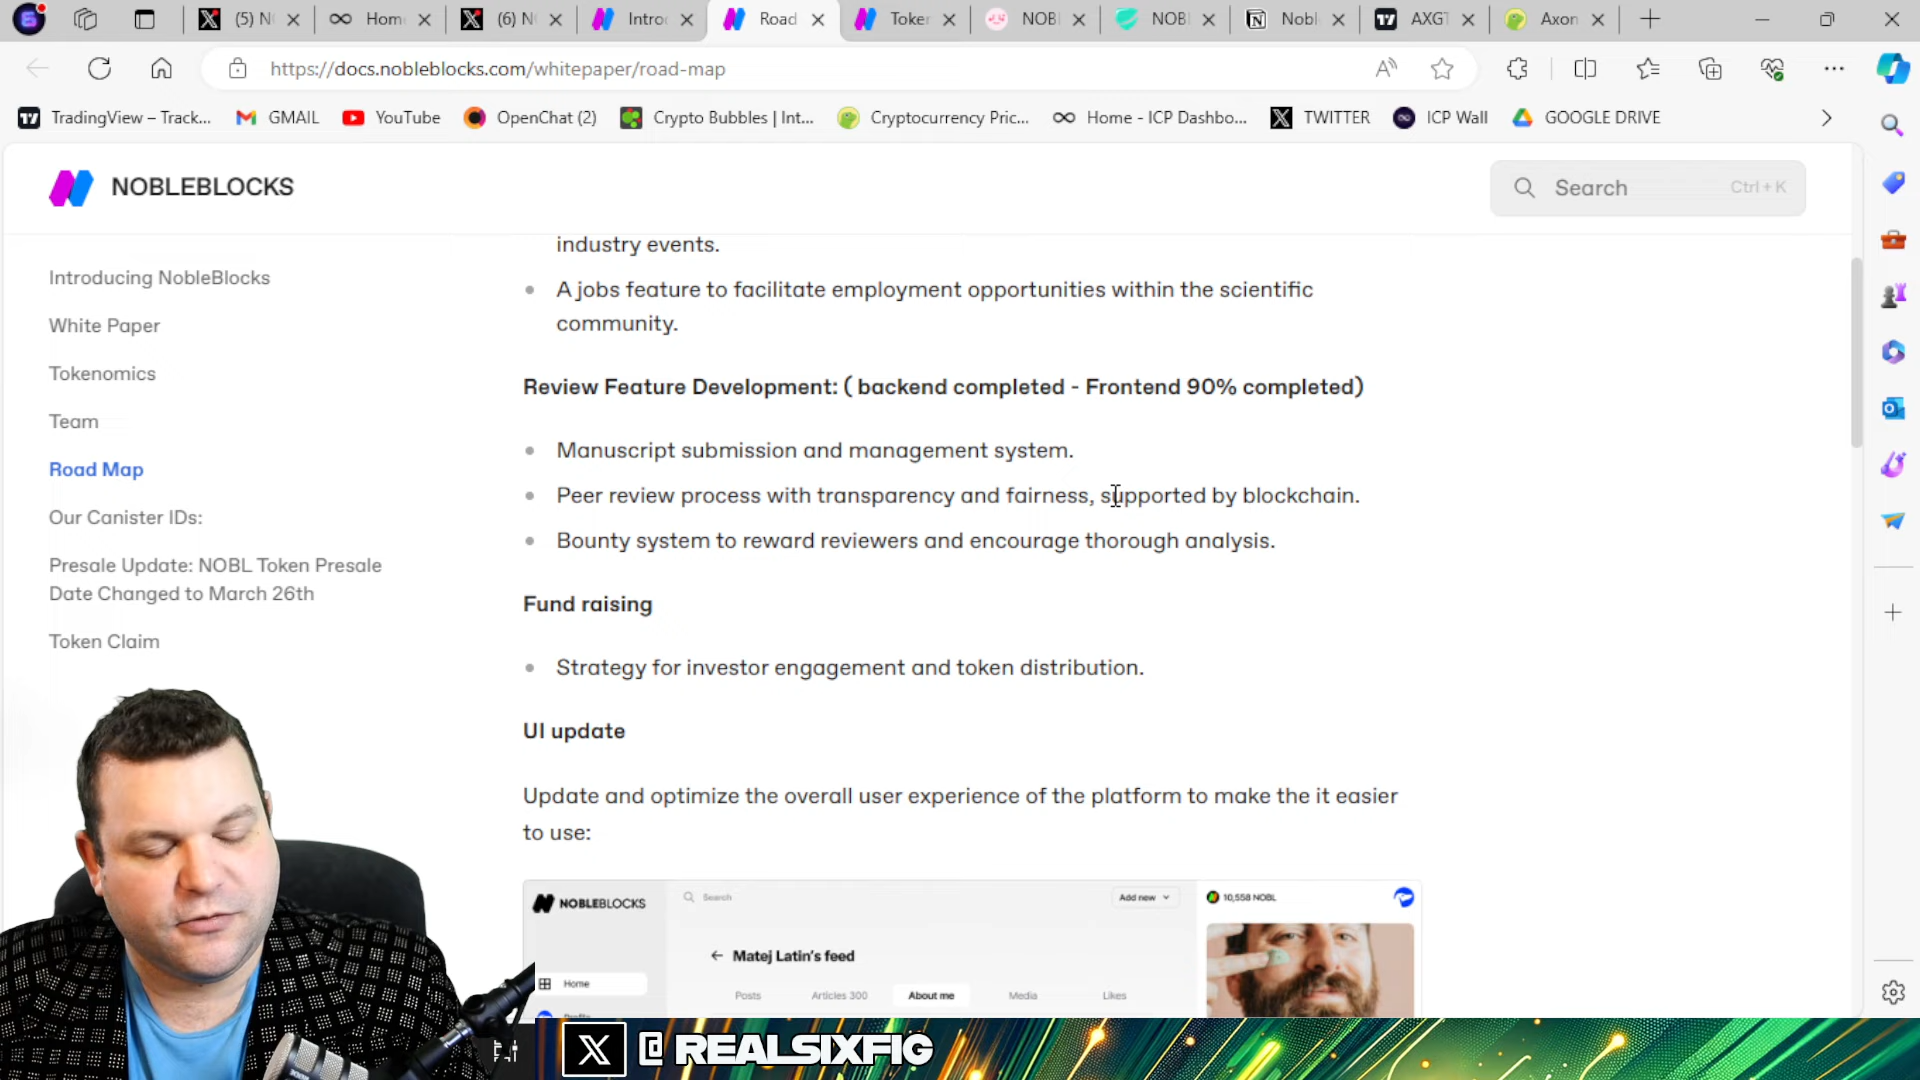 (5) N
Hom
(6) N
Intro
Road
Toker
NOB
NOB
Nobl
AXGT
Axon
https://docs.nobleblocks.com/whitepaper/road-map
TradingView – Track...
GMAIL
YouTube
OpenChat (2)
Crypto Bubbles | Int...
Cryptocurrency Pric...
Home - ICP Dashbo...
TWITTER
ICP Wall
GOOGLE DRIVE
NOBLEBLOCKS
Search
Ctrl + K
Introducing NobleBlocks
White Paper
Tokenomics
Team
Road Map
Our Canister IDs:
Presale Update: NOBL Token Presale
Date Changed to March 26th
Token Claim
industry events.
A jobs feature to facilitate employment opportunities within the scientific
community.
Review Feature Development: ( backend completed - Frontend 90% completed)
Manuscript submission and management system.
Peer review process with transparency and fairness, supported by blockchain.
Bounty system to reward reviewers and encourage thorough analysis.
Fund raising
Strategy for investor engagement and token distribution.
UI update
Update and optimize the overall user experience of the platform to make the it easier
to use:
NOBLEBLOCKS
Search
Add new
10,558 NOBL
Matej Latin's feed
Home
Posts
Articles 300
About me
Media
Likes
X @ REALSIXFIG